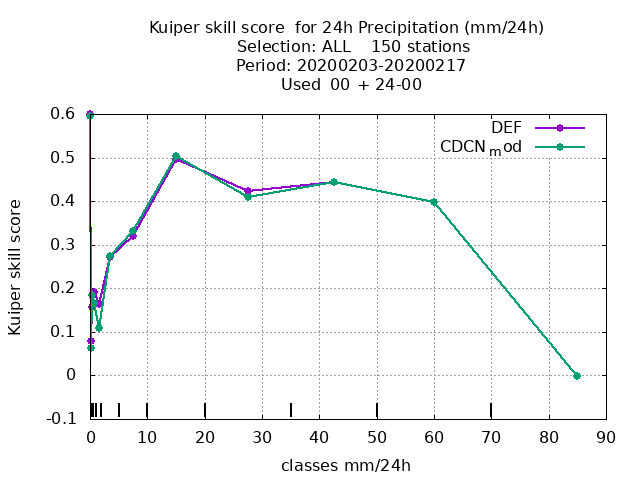 Kuiper skill score  for 24h Precipitation (mm/24h)
Selection: ALL    150 stations
Period: 20200203-20200217
Used  00 + 24-00
DEF
CDCN_mod
Kuiper skill score
0.6
0.5
0.4
0.3
0.2
0.1
0
-0.1
0 10 20 30 40 50 60 70 80 90
classes mm/24h